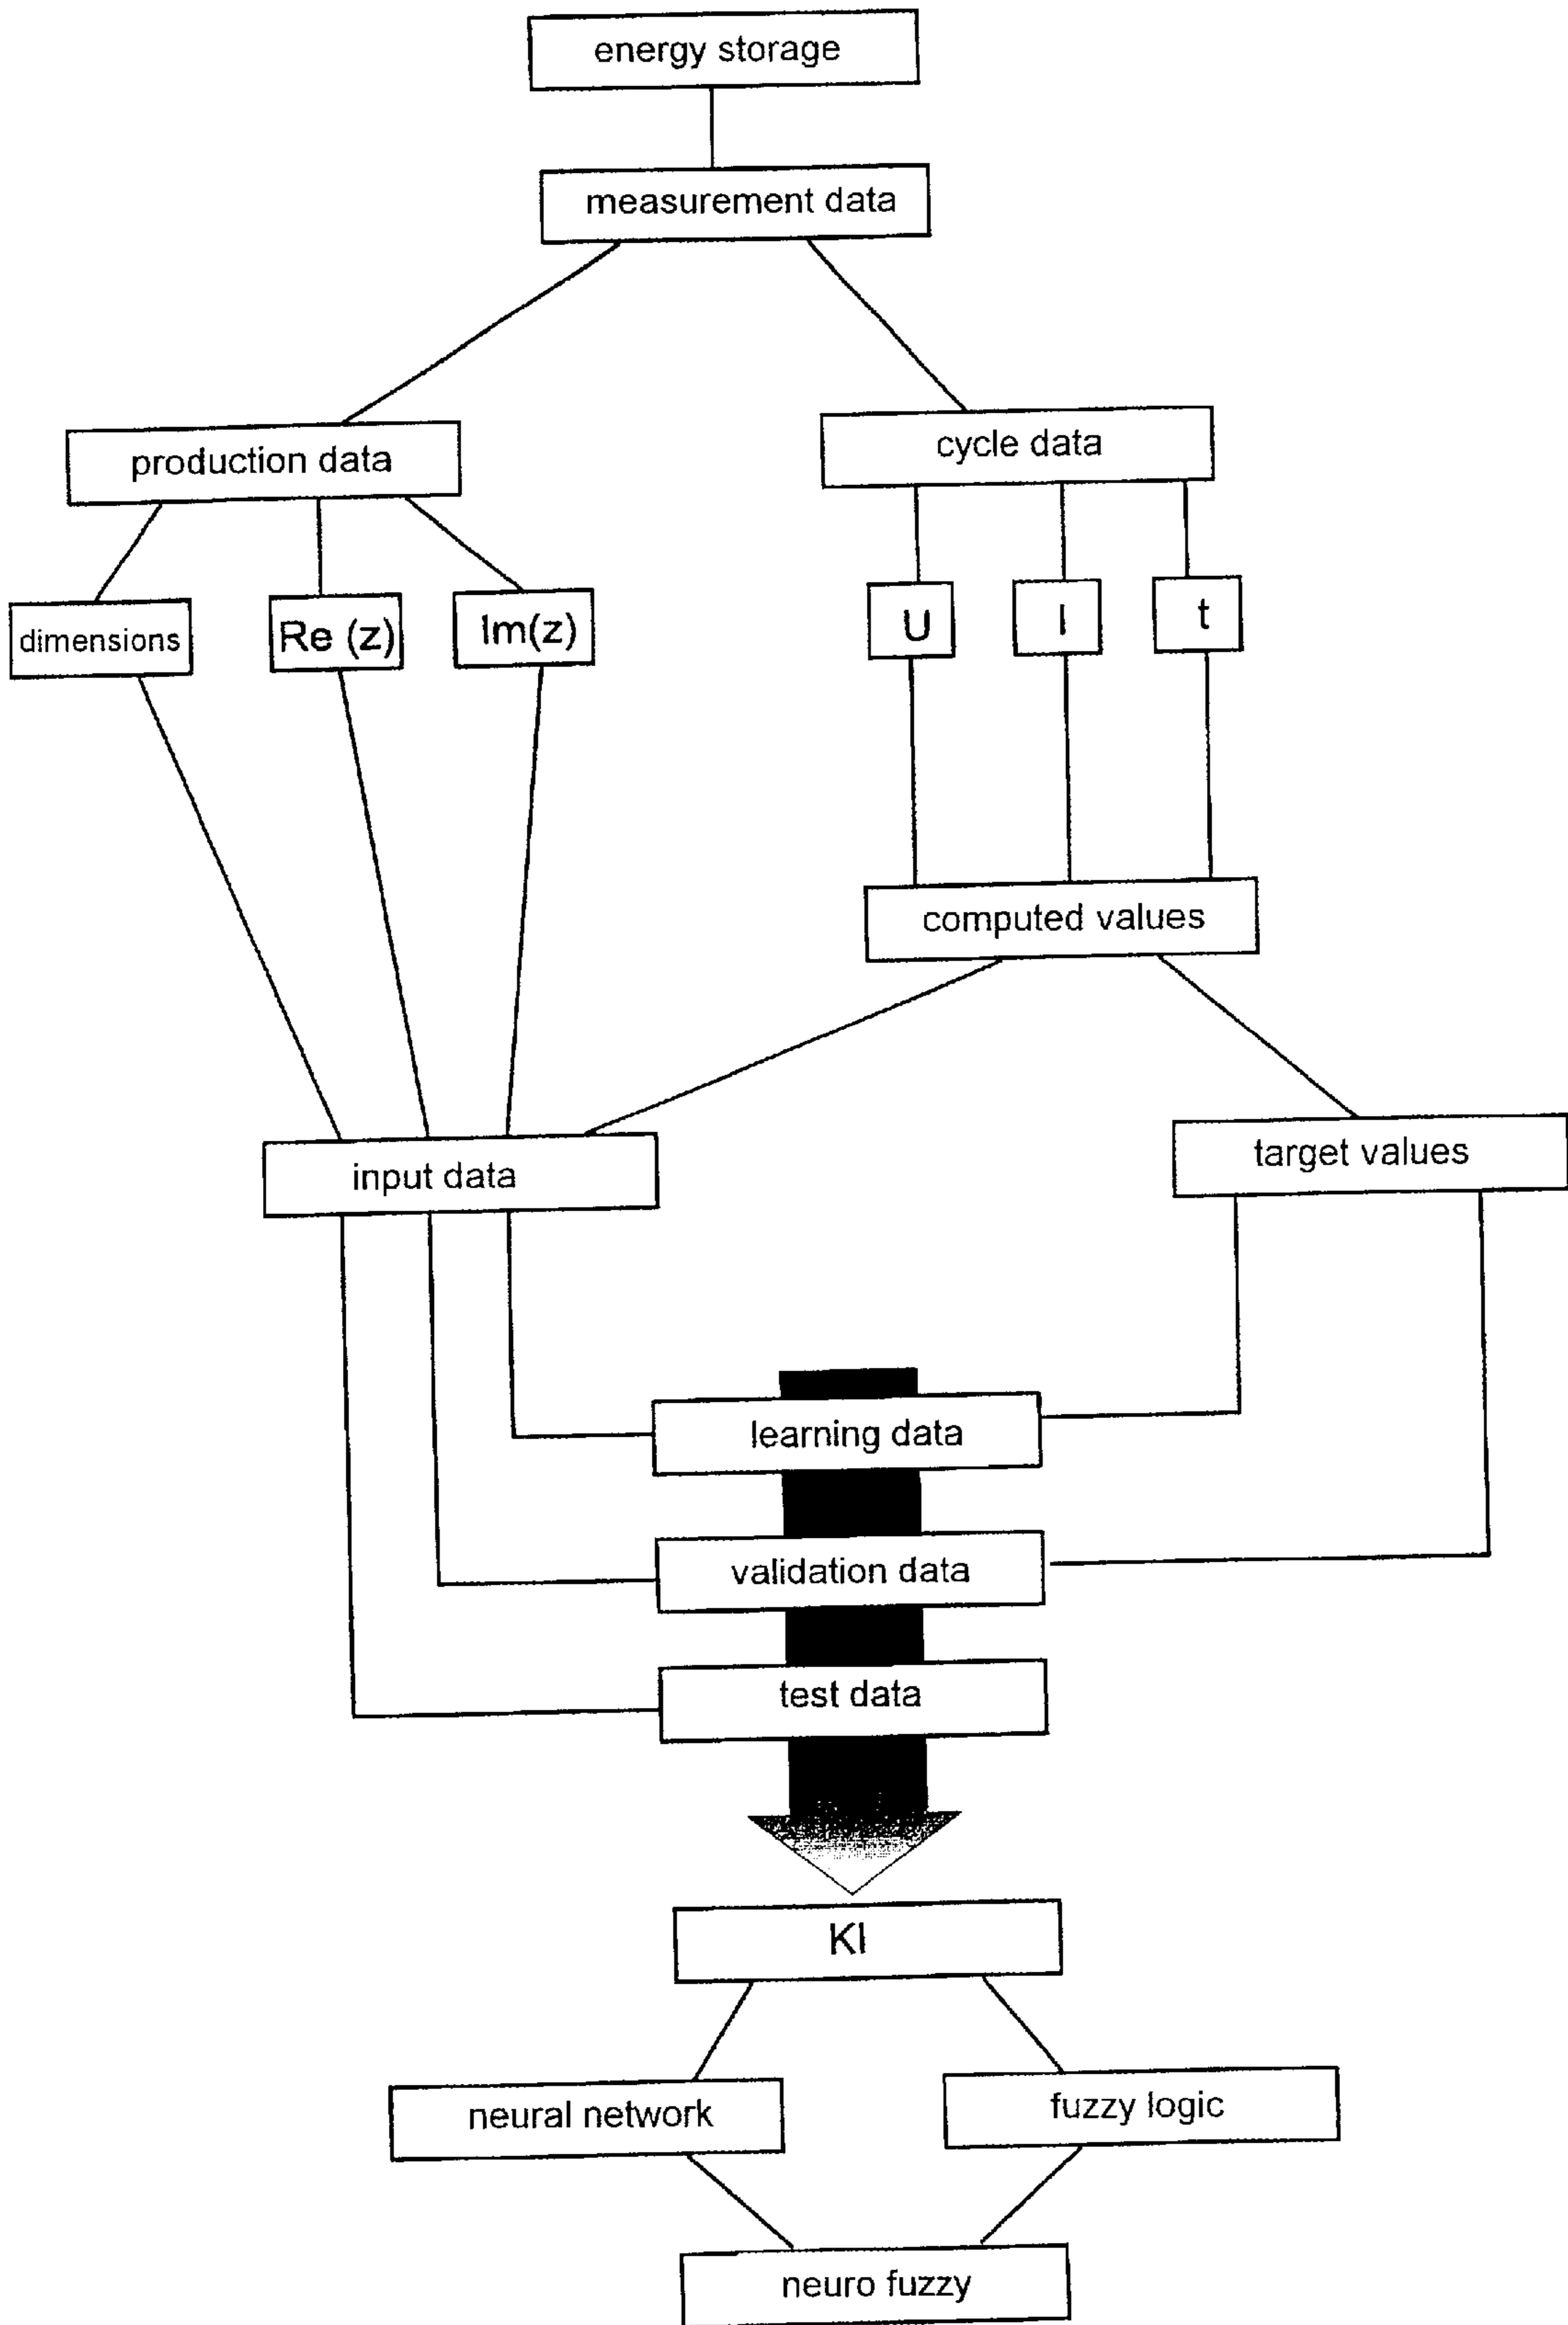 energy storage
measurement data
production data
cycle data
dimensions
Re (z)
Im(z)
U
I
t
computed values
input data
target values
learning data
validation data
test data
KI
neural network
fuzzy logic
neuro fuzzy